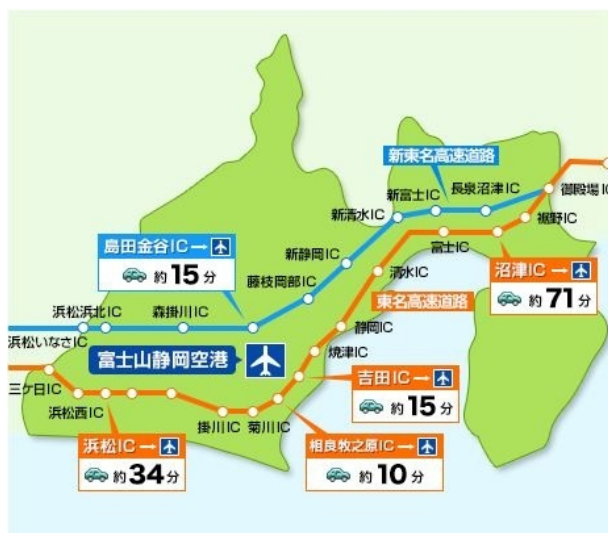 新東名高速道路
新富士IC
長泉沼津IC
御殿場IC
新清水IC
裾野IC
島田金谷IC→
約15分
新静岡IC
富士IC
沼津IC→
約71分
清水IC
藤枝岡部IC
東名高速道路
浜松浜北IC
森掛川IC
静岡IC
浜松いなさIC
富士山静岡空港
焼津IC
三ケ日IC
吉田IC→
約15分
浜松西IC
掛川IC
菊川IC
浜松IC→
約34分
相良牧之原IC→
約10分